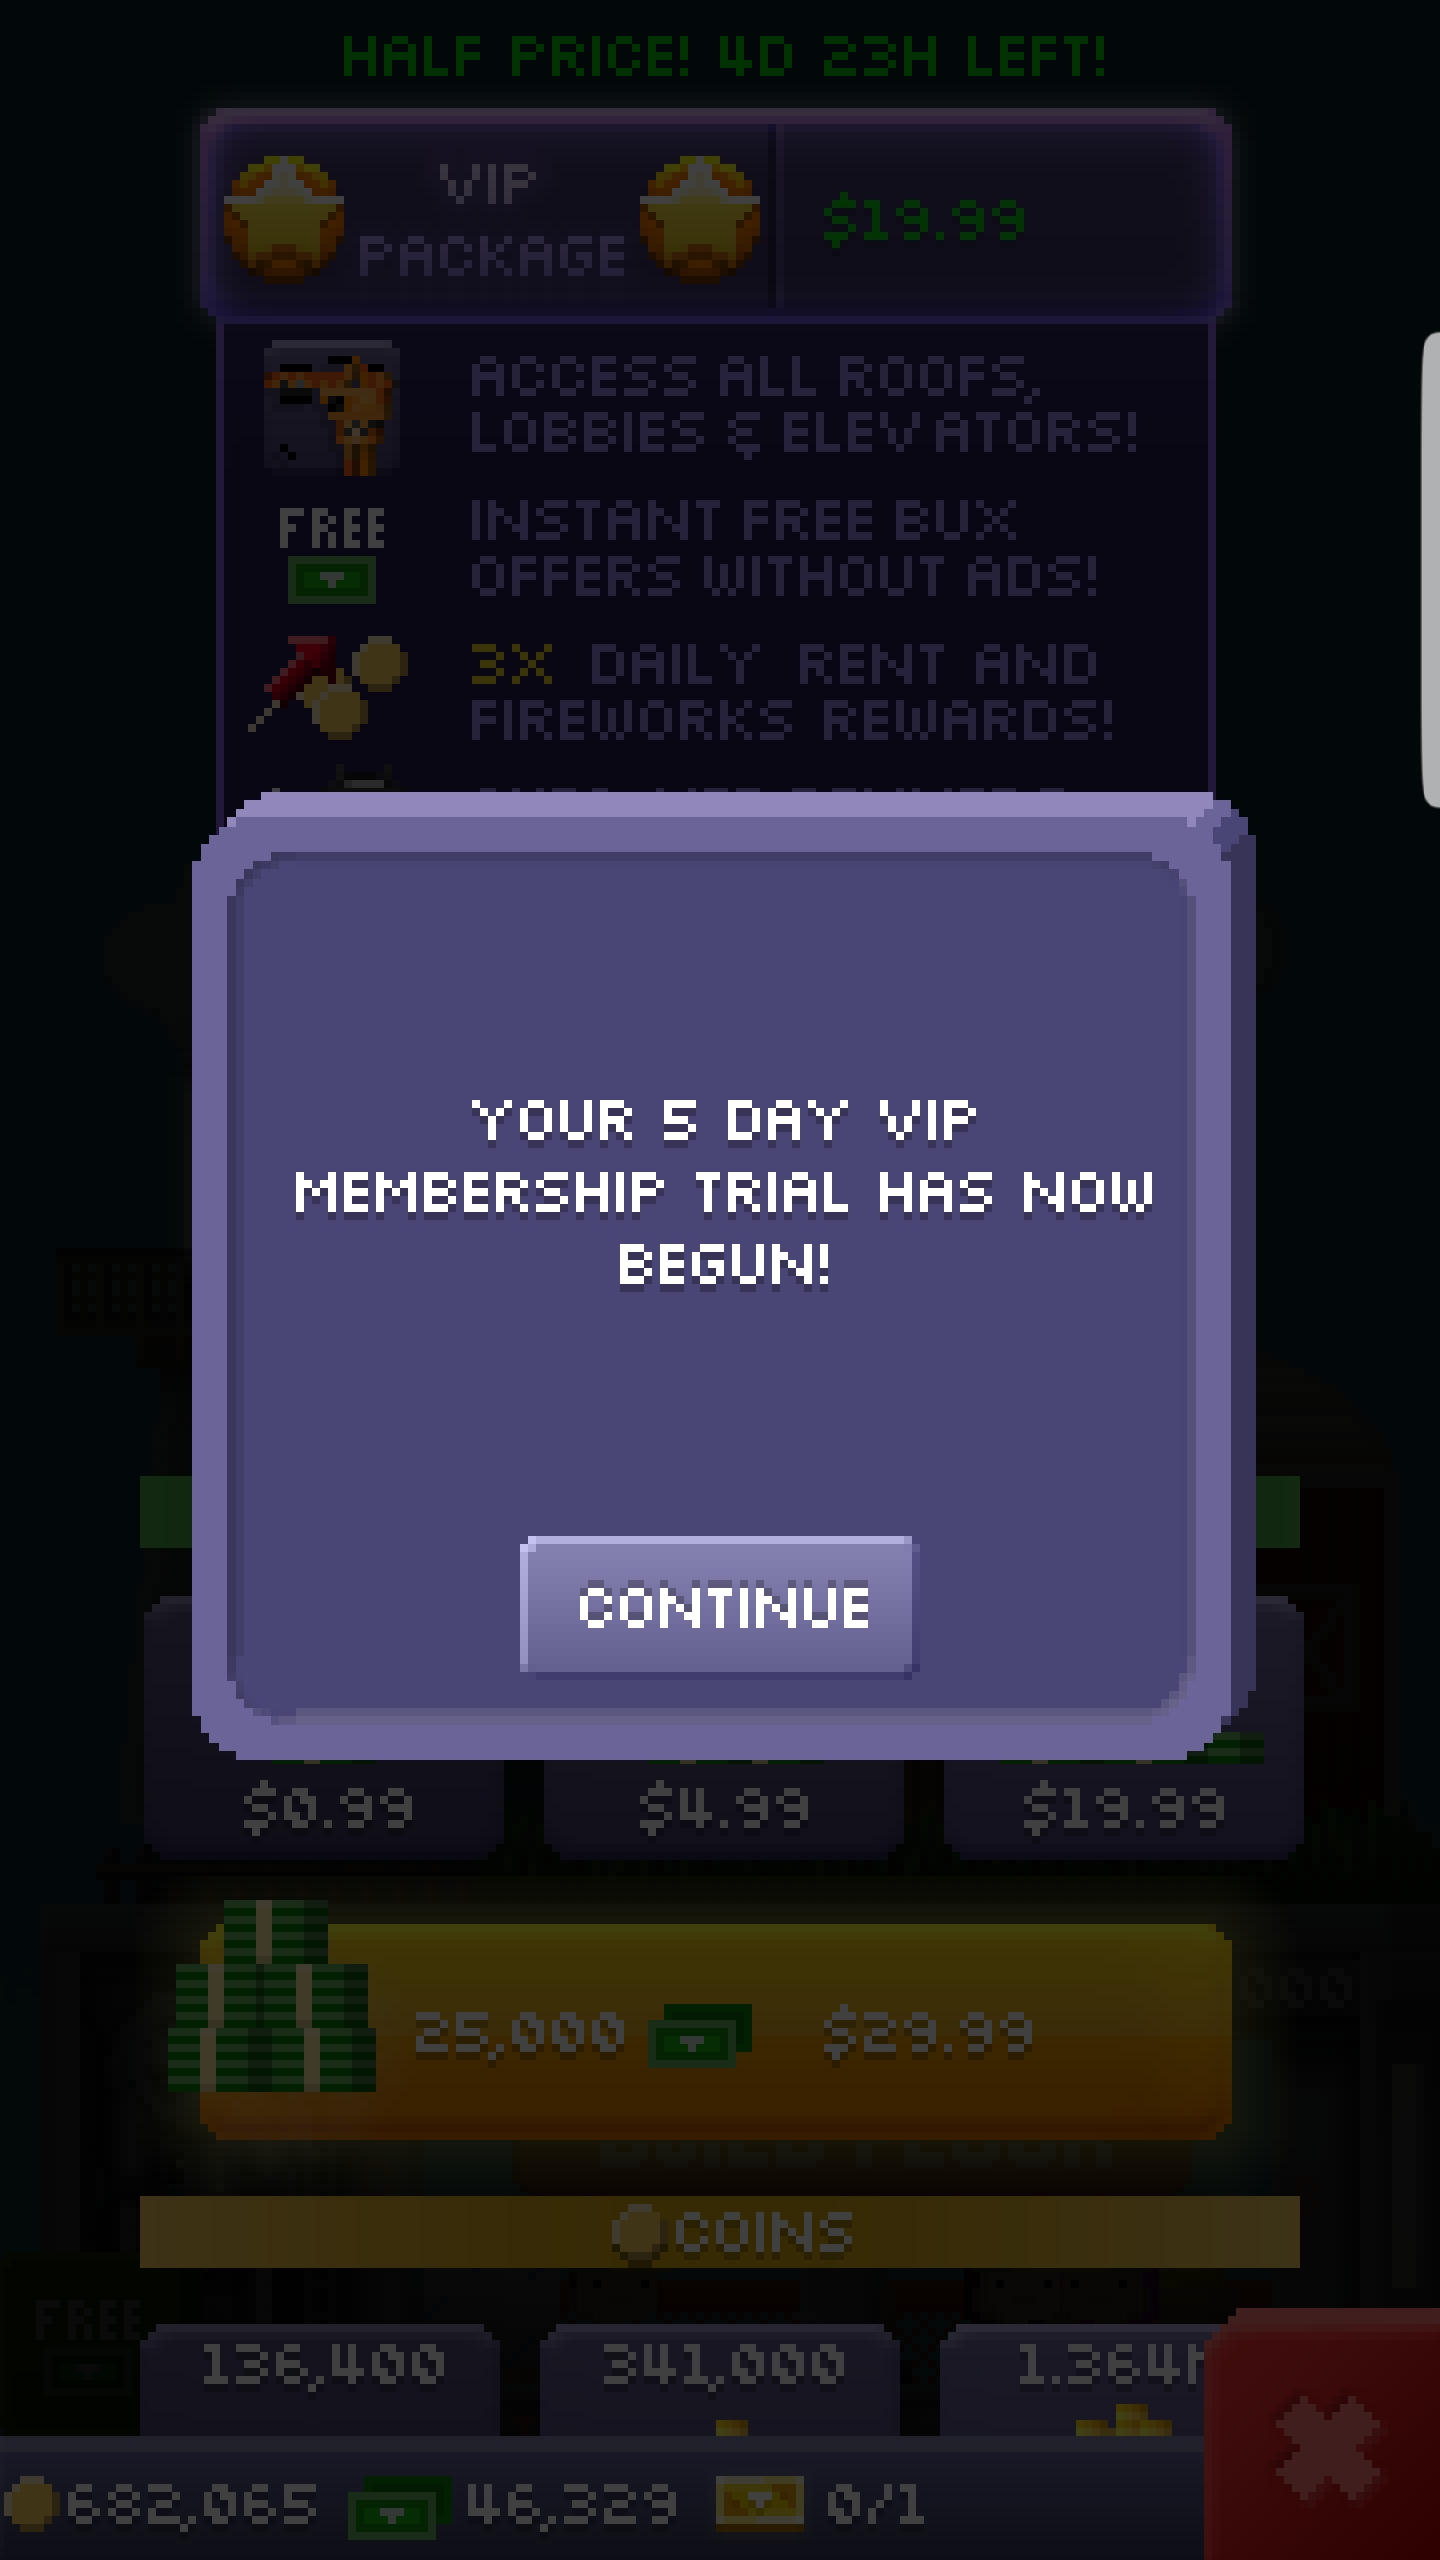 HALF PRICE! 4D 23H LEFT!
VIP
PACKAGE
$19.99
ACCESS ALL ROOFS,
LOBBIES & ELEVATORS!
FREE
INSTANT FREE BUX
OFFERS WITHOUT ADS!
3X DAILY RENT AND
FIREWORKS REWARDS!
YOUR 5 DAY VIP
MEMBERSHIP TRIAL HAS NOW
BEGUN!
CONTINUE
$0.99 $4.99 $19.99
25,000 $29.99
COINS
FREE
136,400 341,000 1.364
682,065 46,329 0/1